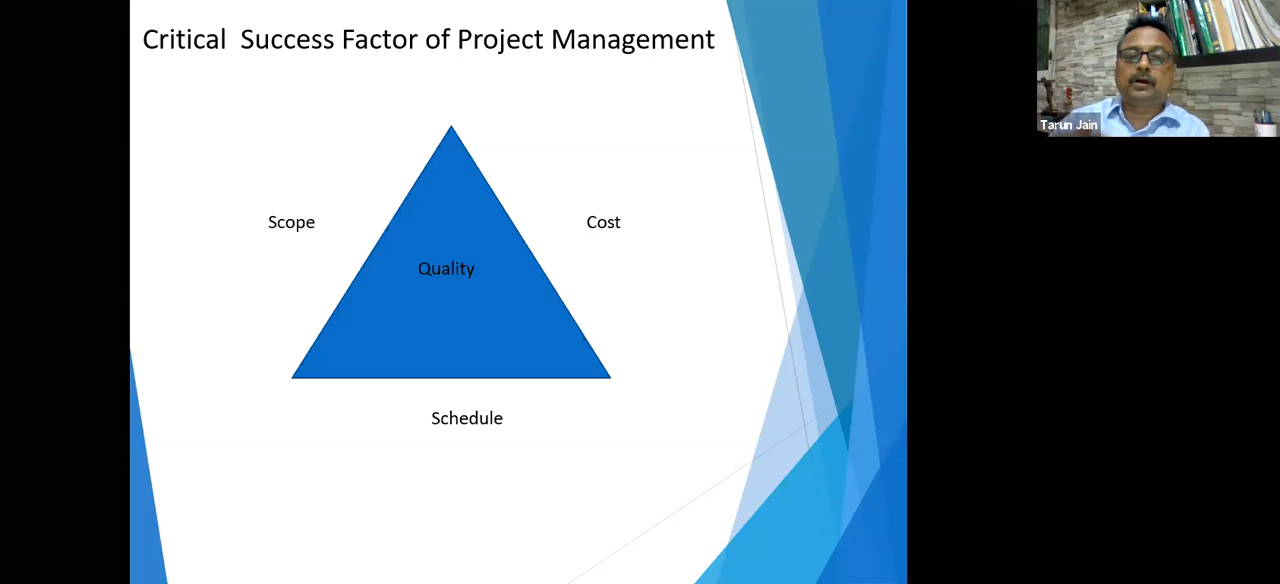 Critical  Success Factor of Project Management
Tarun Jain
Scope
Cost
Quality
Schedule